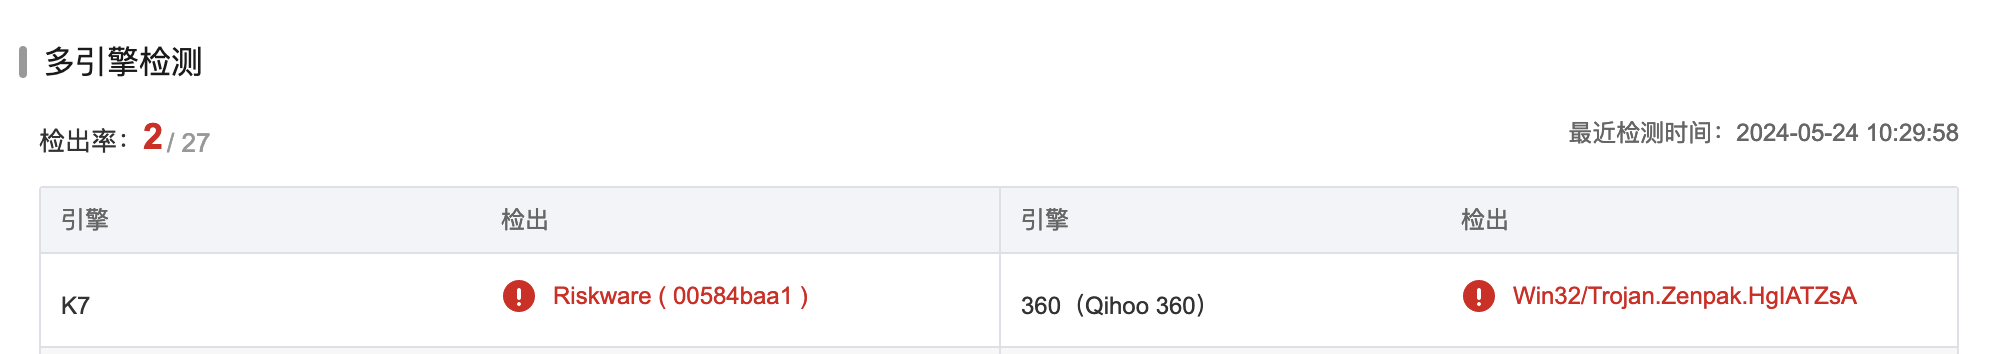 多引擎检测
检出率：2 / 27
最近检测时间：2024-05-24 10:29:58
引擎 检出 引擎 检出
K7 Riskware ( 00584baa1 ) 360（Qihoo 360） Win32/Trojan.Zenpak.HgIATZsA